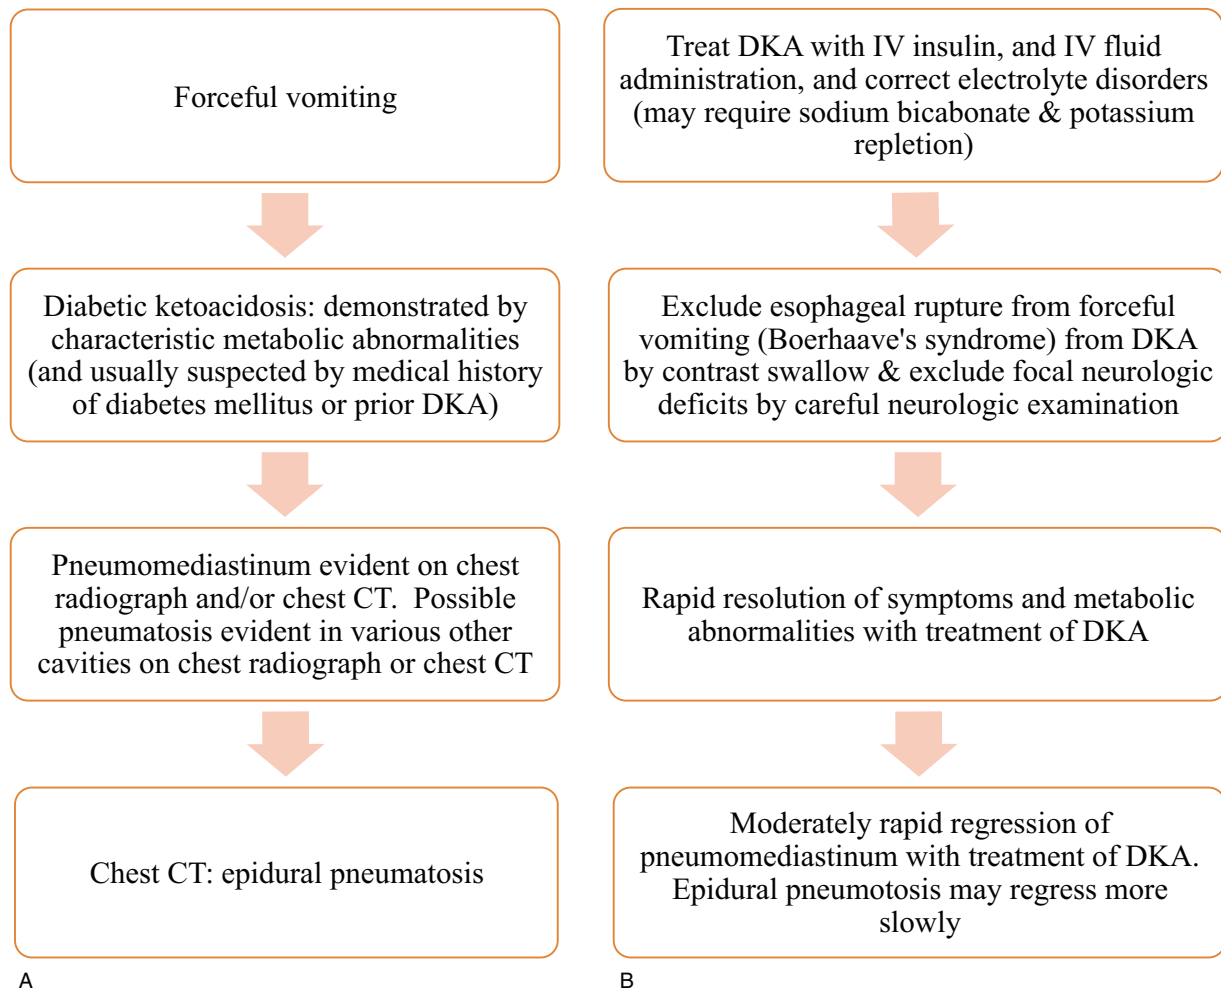 Forceful vomiting
Diabetic ketoacidosis: demonstrated by
characteristic metabolic abnormalities
(and usually suspected by medical history
of diabetes mellitus or prior DKA)
Pneumomediastinum evident on chest
radiograph and/or chest CT.  Possible
pneumatosis evident in various other
cavities on chest radiograph or chest CT
Chest CT: epidural pneumatosis
A
Treat DKA with IV insulin, and IV fluid
administration, and correct electrolyte disorders
(may require sodium bicabonate & potassium
repletion)
Exclude esophageal rupture from forceful
vomiting (Boerhaave's syndrome) from DKA
by contrast swallow & exclude focal neurologic
deficits by careful neurologic examination
Rapid resolution of symptoms and metabolic
abnormalities with treatment of DKA
Moderately rapid regression of
pneumomediastinum with treatment of DKA.
Epidural pneumotosis may regress more
slowly
B